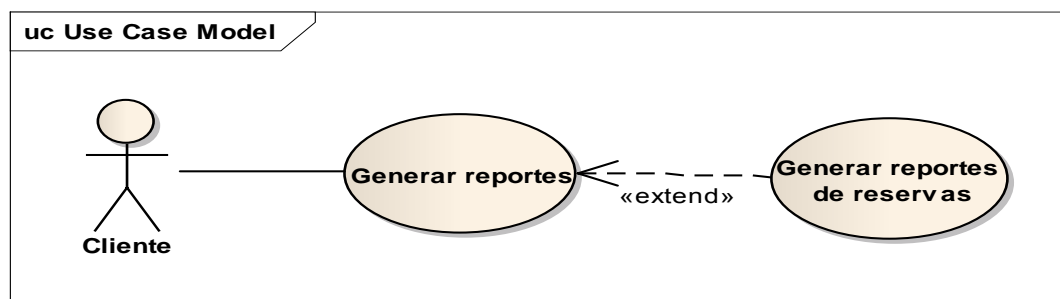 uc Use Case Model
Cliente
Generar reportes
«extend»
Generar reportes
de reservas